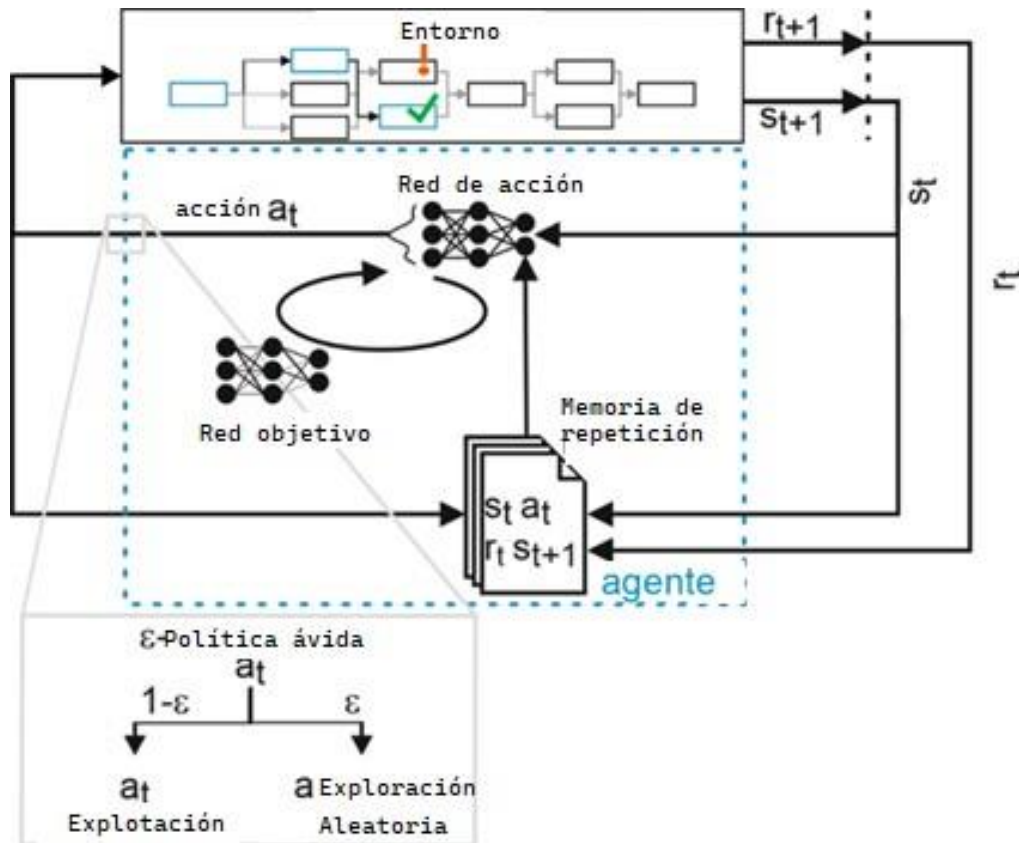 Entorno
rt+1
st+1
st
rt
Red de acción
acción at
Red objetivo
Memoria de
repetición
st at
rt st+1
agente
ε-Política ávida
at
1-ε
ε
at
Explotación
a Exploración
Aleatoria